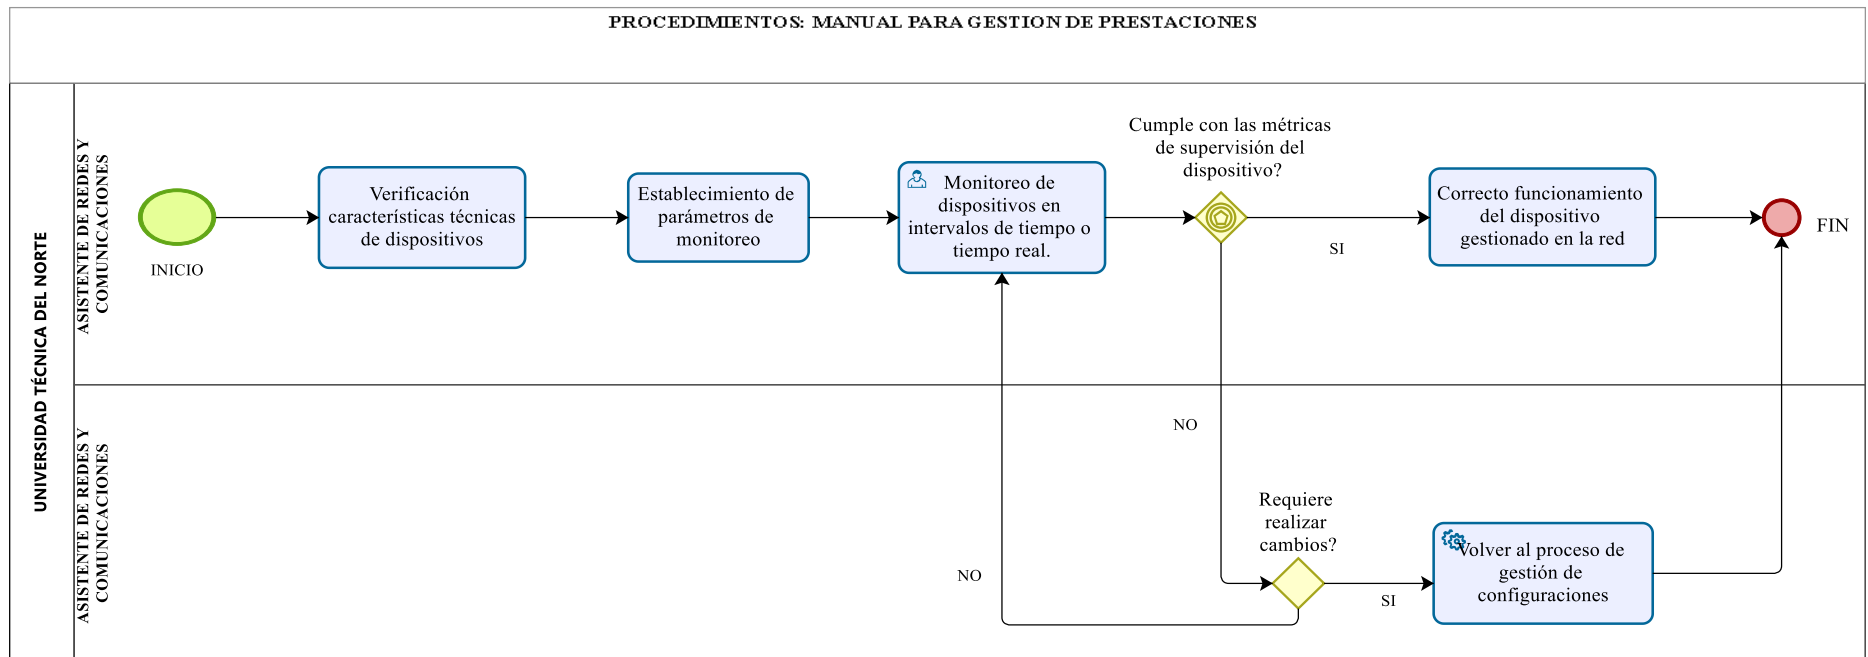 PROCEDIMIENTOS: MANUAL PARA GESTION DE PRESTACIONES
UNIVERSIDAD TÉCNICA DEL NORTE
ASISTENTE DE REDES Y
COMUNICACIONES
INICIO
Verificación
características técnicas
de dispositivos
Establecimiento de
parámetros de
monitoreo
Monitoreo de
dispositivos en
intervalos de tiempo o
tiempo real.
Cumple con las métricas
de supervisión del
dispositivo?
SI
Correcto funcionamiento
del dispositivo
gestionado en la red
FIN
ASISTENTE DE REDES Y
COMUNICACIONES
NO
NO
Requiere
realizar
cambios?
SI
Volver al proceso de
gestión de
configuraciones